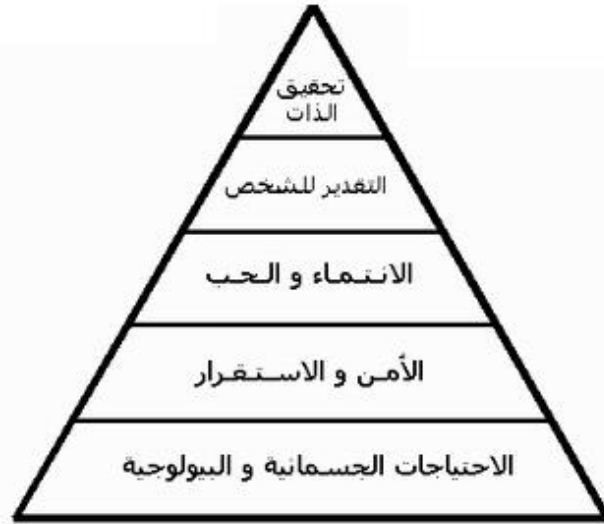 تحقيق
الذات
التقدير للشخص
الانتماء و الحب
الأمن و الاستقرار
الاحتياجات الجسمانية و البيولوجية